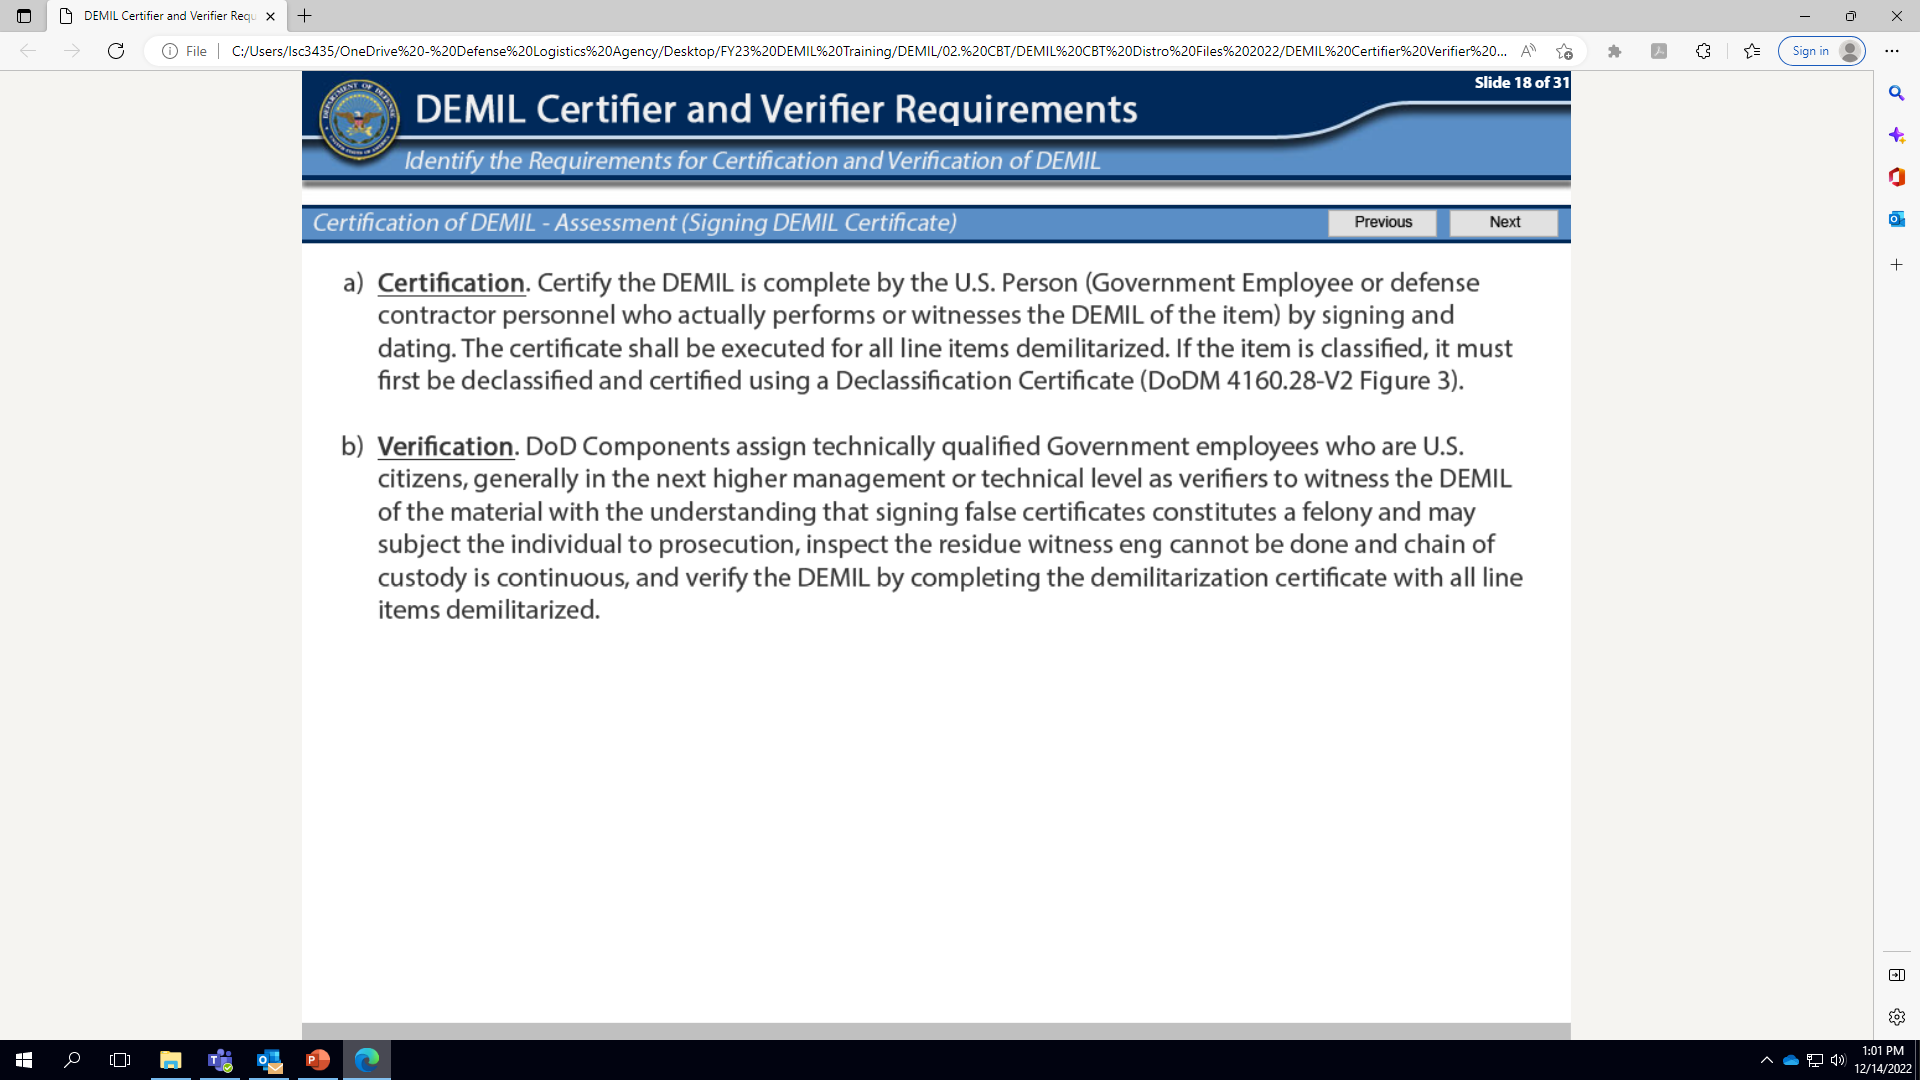 DEMIL Certifier and Verifier Requ
File
C:/Users/lsc3435/OneDrive%20-%20Defense%20Logistics%20Agency/Desktop/FY23%20DEMIL%20Training/DEMIL/02.%20CBT/DEMIL%20CBT%20Distro%20Files%202022/DEMIL%20Certifier%20Verifier%20...
Sign in
Slide 18 of 31
DEMIL Certifier and Verifier Requirements
Identify the Requirements for Certification and Verification of DEMIL
Certification of DEMIL - Assessment (Signing DEMIL Certificate)
Previous
Next
a) Certification. Certify the DEMIL is complete by the U.S. Person (Government Employee or defense
contractor personnel who actually performs or witnesses the DEMIL of the item) by signing and
dating. The certificate shall be executed for all line items demilitarized. If the item is classified, it must
first be declassified and certified using a Declassification Certificate (DoDM 4160.28-V2 Figure 3).
b) Verification. DoD Components assign technically qualified Government employees who are U.S.
citizens, generally in the next higher management or technical level as verifiers to witness the DEMIL
of the material with the understanding that signing false certificates constitutes a felony and may
subject the individual to prosecution, inspect the residue witness eng cannot be done and chain of
custody is continuous, and verify the DEMIL by completing the demilitarization certificate with all line
items demilitarized.
1:01 PM
12/14/2022